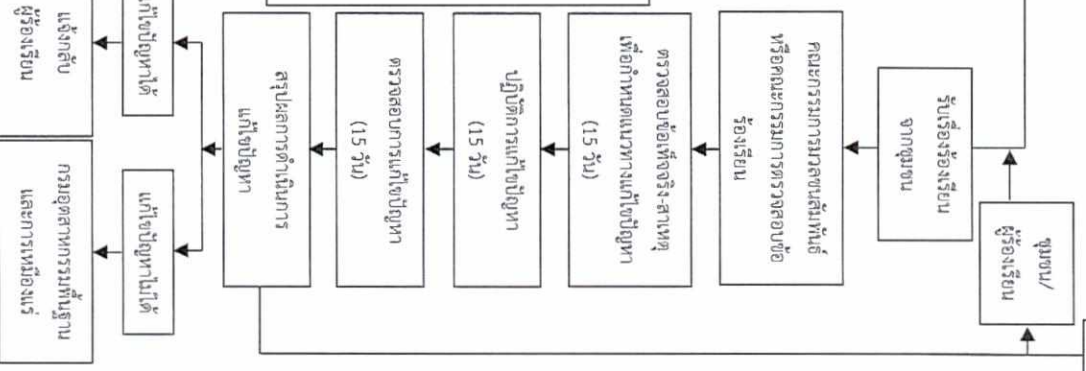 ชุมชน/
ผู้ร้องเรียน
รับเรื่องร้องเรียน
จากชุมชน
คณะกรรมการมวลชนสัมพันธ์
หรือคณะกรรมการตรวจสอบข้อ
ร้องเรียน
ตรวจสอบข้อเท็จจริง-สาเหตุ
เพื่อกำหนดแนวทางแก้ไขปัญหา
(15 วัน)
ปฏิบัติการแก้ไขปัญหา
(15 วัน)
ตรวจสอบการแก้ไขปัญหา
(15 วัน)
สรุปผลการดำเนินการ
แก้ไขปัญหา
แก้ไขปัญหาได้
แก้ไขปัญหาไม่ได้
แจ้งกลับ
ผู้ร้องเรียน
กรมอุตสาหกรรมพื้นฐาน
และการเหมืองแร่